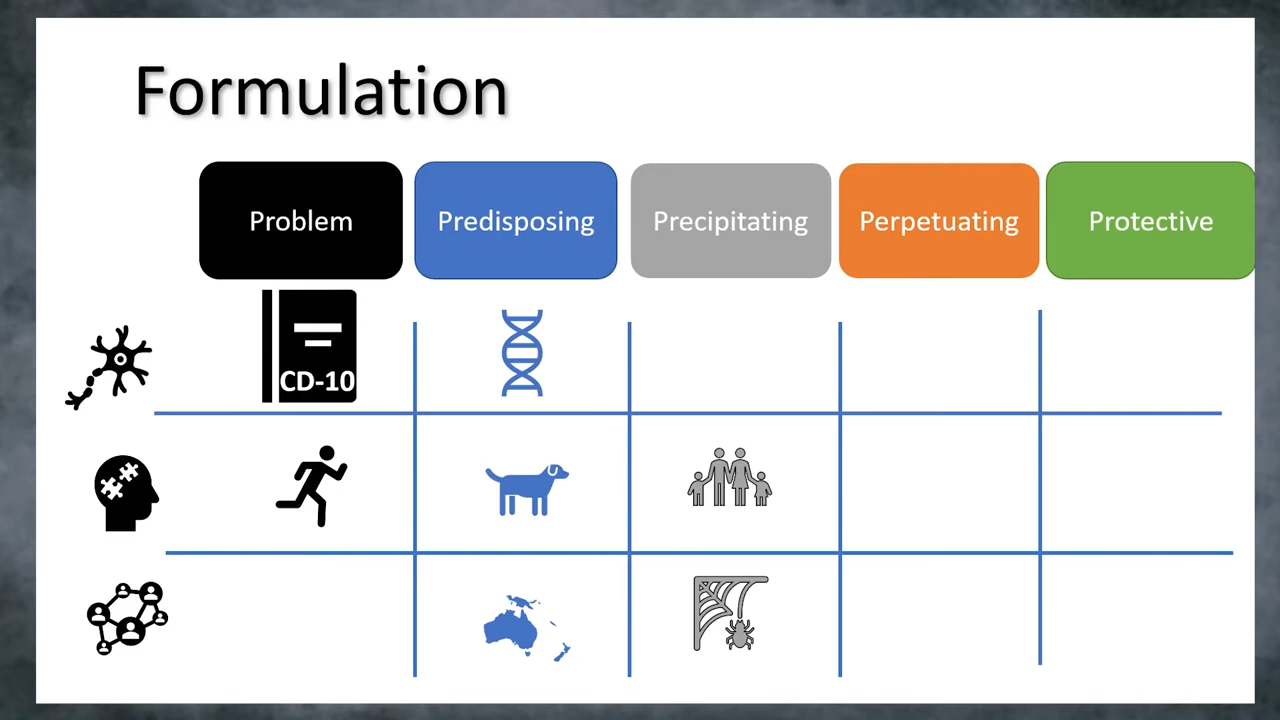 Formulation
Problem
Predisposing
Precipitating
Perpetuating
Protective
CD-10